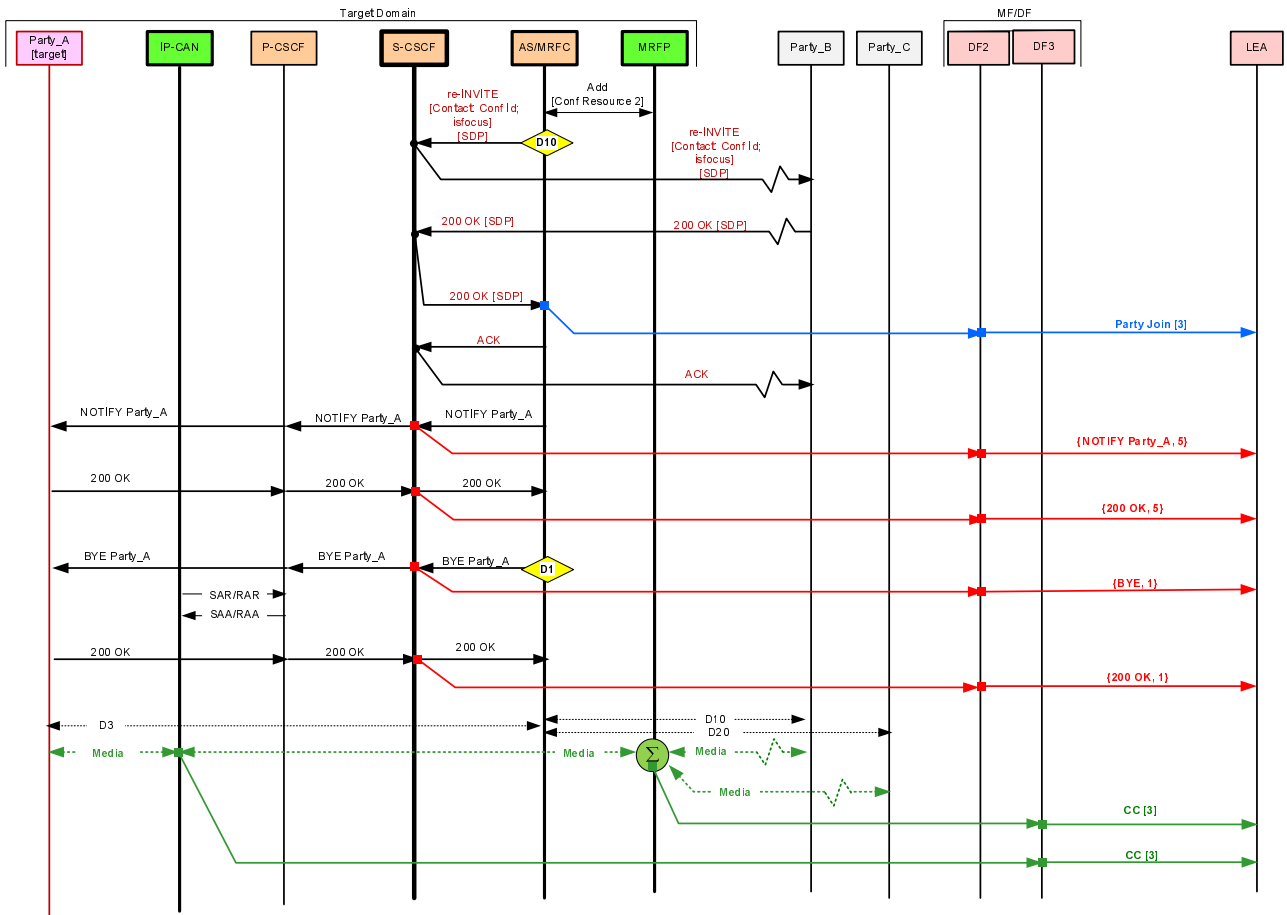 Target Domain
MF/DF
Party_A
[target]
IP-CAN
P-CSCF
S-CSCF
AS/MRFC
MRFP
Party_B
Party_C
DF2
DF3
LEA
re-INVITE
[Contact: Conf Id;
isfocus]
[SDP]
Add
[Conf Resource 2]
D10
re-INVITE
[Contact: Conf Id;
isfocus]
[SDP]
200 OK [SDP]
200 OK [SDP]
200 OK [SDP]
Party Join [3]
ACK
ACK
NOTIFY Party_A
NOTIFY Party_A
NOTIFY Party_A
{NOTIFY Party_A, 5}
200 OK
200 OK
200 OK
{200 OK, 5}
BYE Party_A
BYE Party_A
BYE Party_A
D1
{BYE, 1}
SAR/RAR
SAA/RAA
200 OK
200 OK
200 OK
{200 OK, 1}
D3
D10
D20
Media
Media
Σ
Media
Media
CC [3]
CC [3]